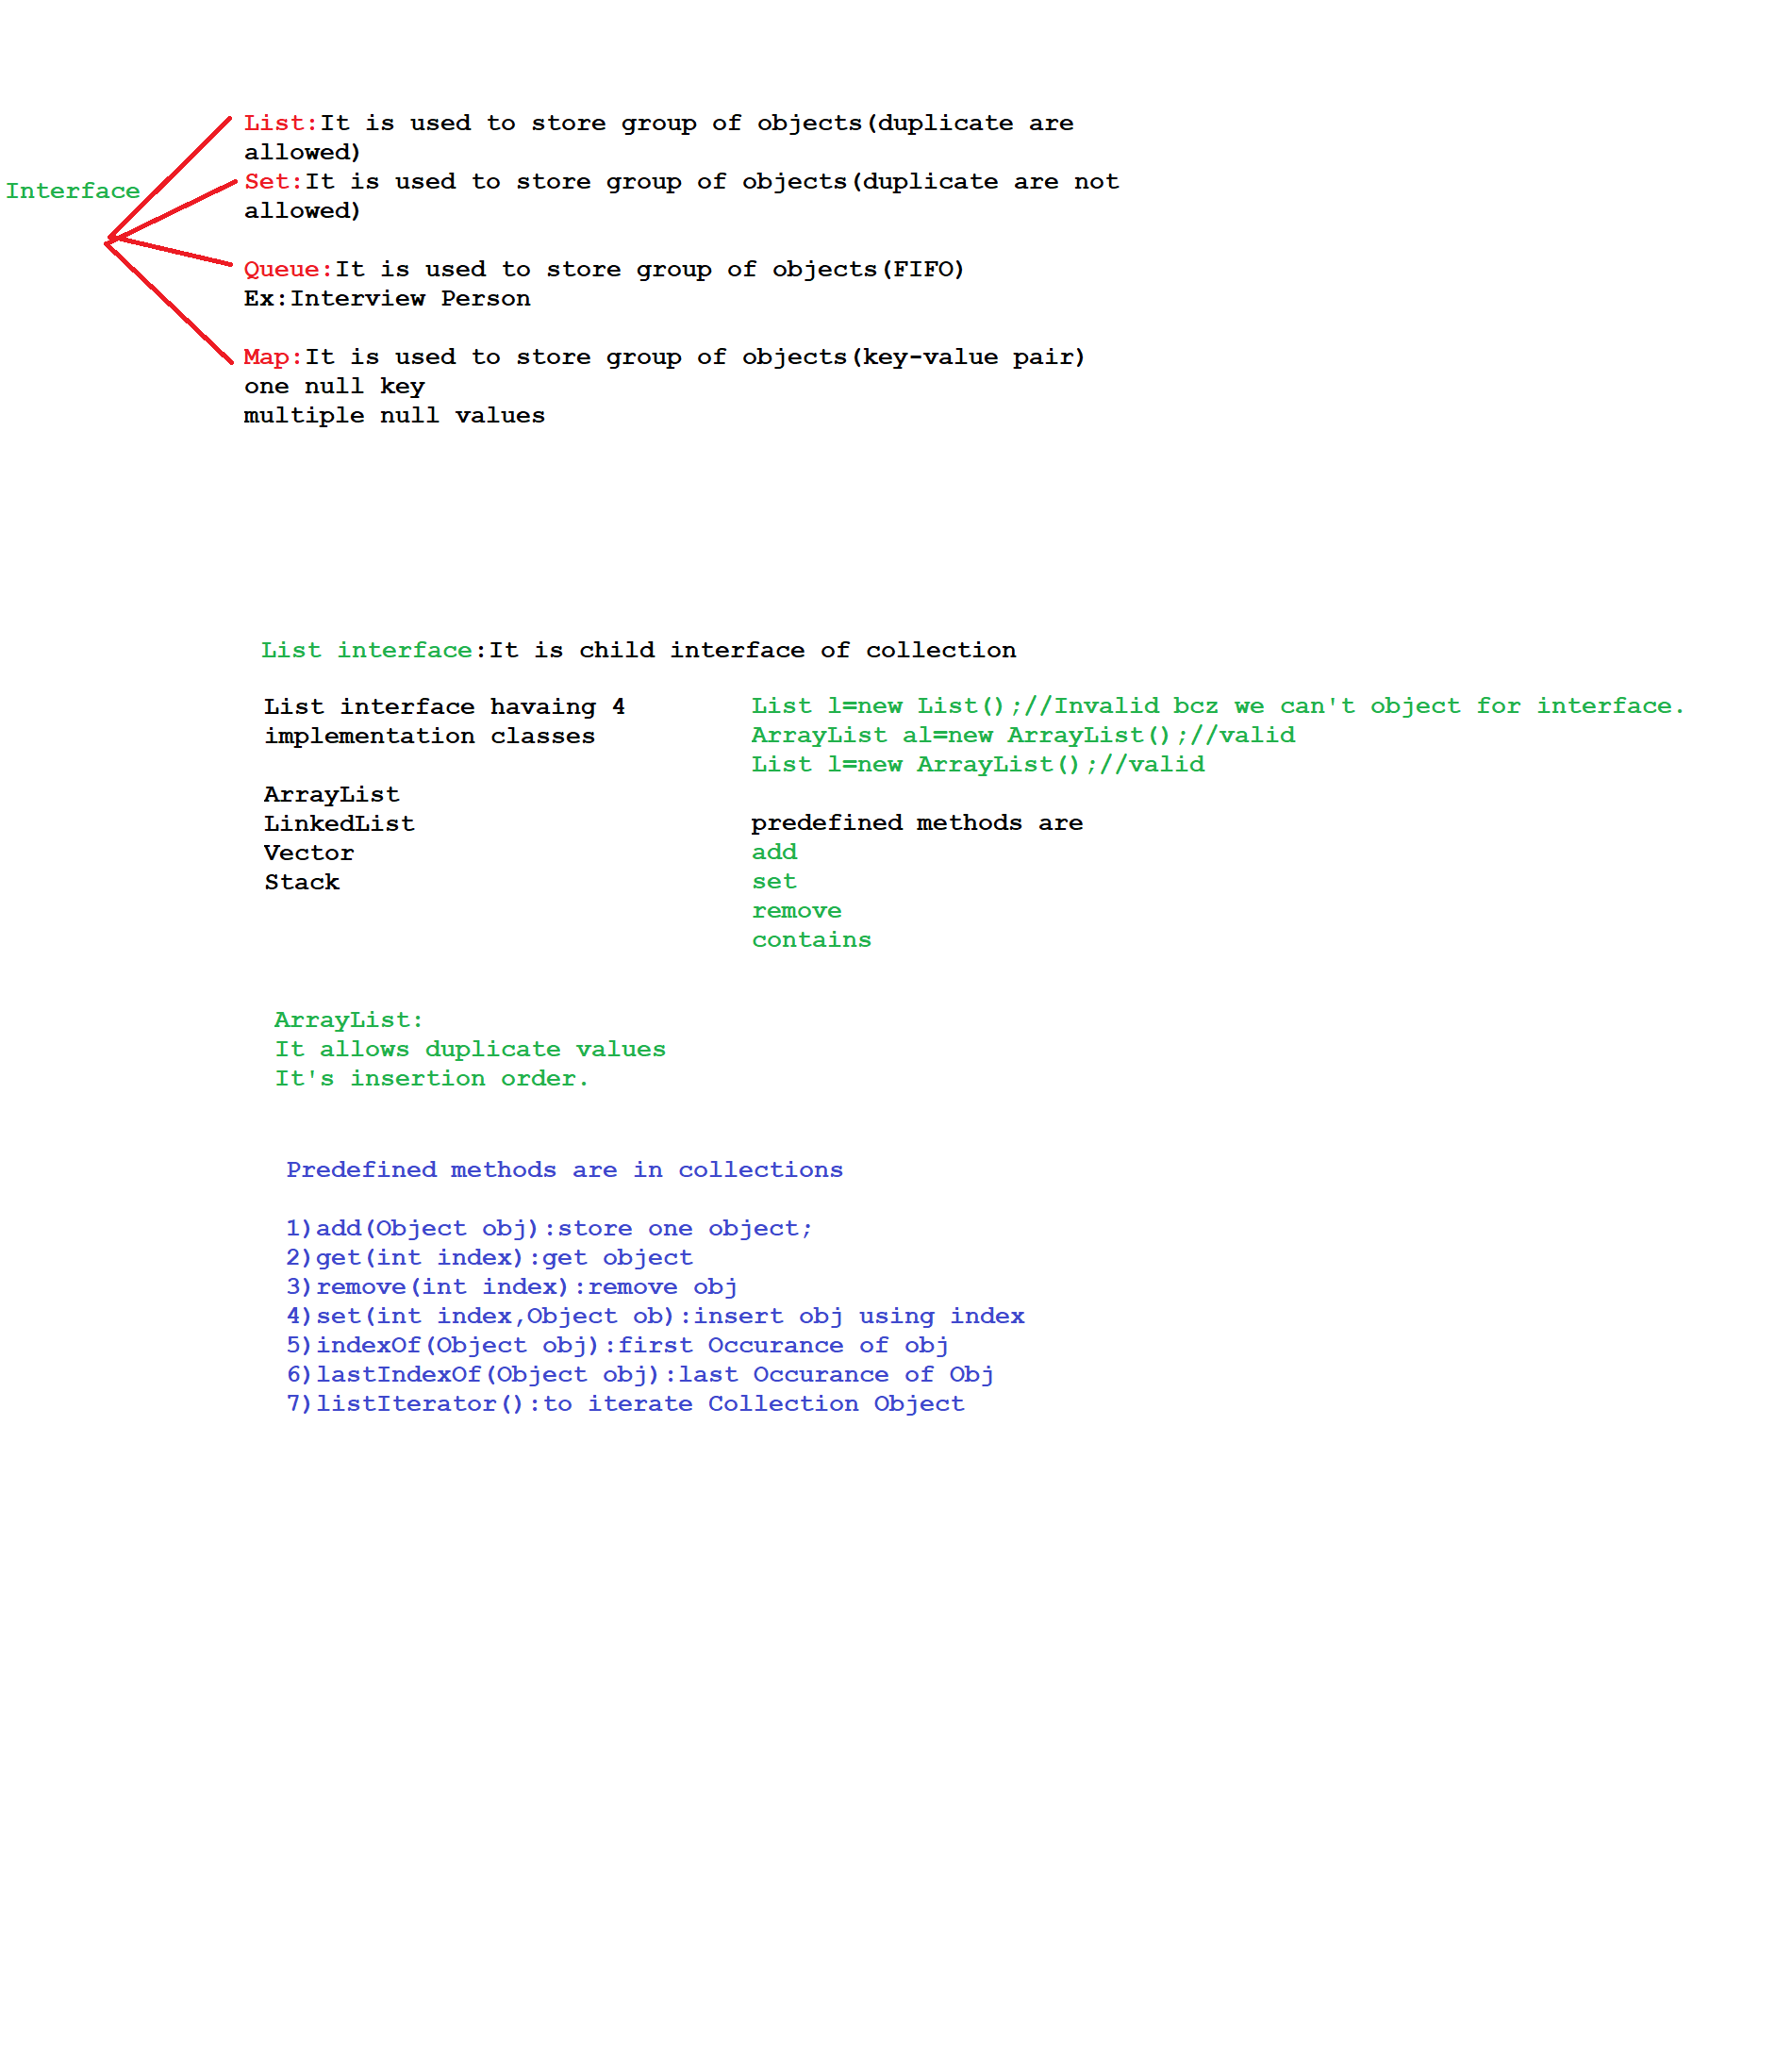 List:It is used to store group of objects(duplicate are
allowed)
Interface
Set:It is used to store group of objects(duplicate are not
allowed)
Queue:It is used to store group of objects(FIFO)
Ex:Interview Person
Map:It is used to store group of objects(key-value pair)
one null key
multiple null values
List interface:It is child interface of collection
List interface havaing 4
implementation classes
ArrayList
LinkedList
Vector
Stack
List l=new List();//Invalid bcz we can't object for interface.
ArrayList al=new ArrayList();//valid
List l=new ArrayList();//valid
predefined methods are
add
set
remove
contains
ArrayList:
It allows duplicate values
It's insertion order.
Predefined methods are in collections
1)add(Object obj):store one object;
2)get(int index):get object
3)remove(int index):remove obj
4)set(int index,Object ob):insert obj using index
5)indexOf(Object obj):first Occurance of obj
6)lastIndexOf(Object obj):last Occurance of Obj
7)listIterator():to iterate Collection Object